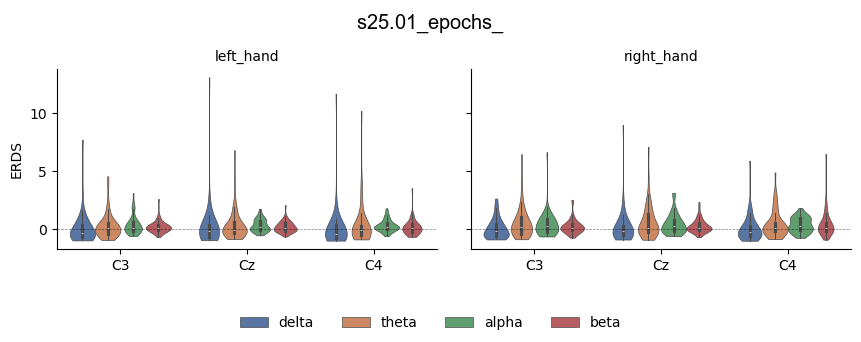 s25.01_epochs_
left_hand right_hand
ERDS
10
5
0
C3 Cz C4 C3 Cz C4
delta theta alpha beta